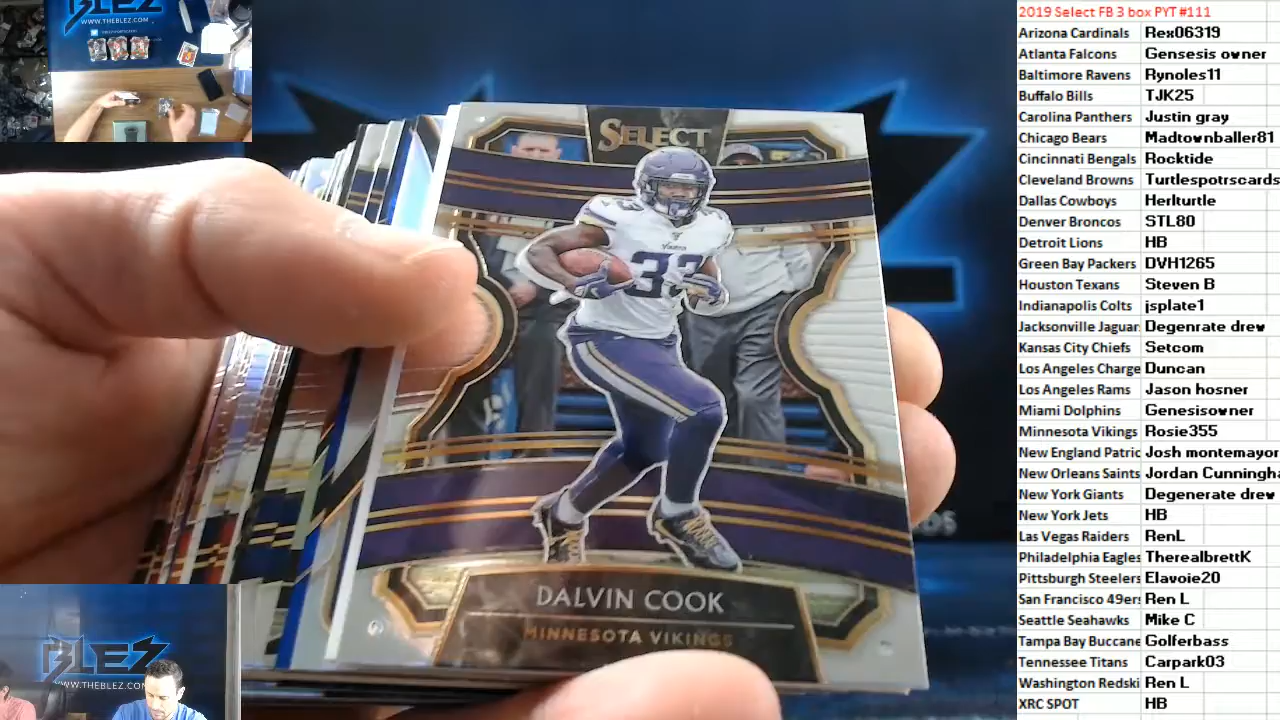 BLEZ
WWW.THEBLEZ.COM
SELECT
33
DALVIN COOK
MINNESOTA VIKINGS
BLEZ
WWW.THEBLEZ.COM
2019 Select FB 3 box PYT #111
Arizona Cardinals Rex06319
Atlanta Falcons Gensesis owner
Baltimore Ravens Rynoles11
Buffalo Bills TJK25
Carolina Panthers Justin gray
Chicago Bears Madtownballer81
Cincinnati Bengals Rocktide
Cleveland Browns Turtlespotrscards
Dallas Cowboys Herlturtle
Denver Broncos STL80
Detroit Lions HB
Green Bay Packers DVH1265
Houston Texans Steven B
Indianapolis Colts jsplate1
Jacksonville Jaguar Degenrate drew
Kansas City Chiefs Setcom
Los Angeles Charge Duncan
Los Angeles Rams Jason hosner
Miami Dolphins Genesisowner
Minnesota Vikings Rosie355
New England Patric Josh montemayor
New Orleans Saints Jordan Cunningha
New York Giants Degenerate drew
New York Jets HB
Las Vegas Raiders RenL
Philadelphia Eagles TherealbrettK
Pittsburgh Steelers Elavoie20
San Francisco 49ers Ren L
Seattle Seahawks Mike C
Tampa Bay Buccane Golferbass
Tennessee Titans Carpark03
Washington Redski Ren L
XRC SPOT HB